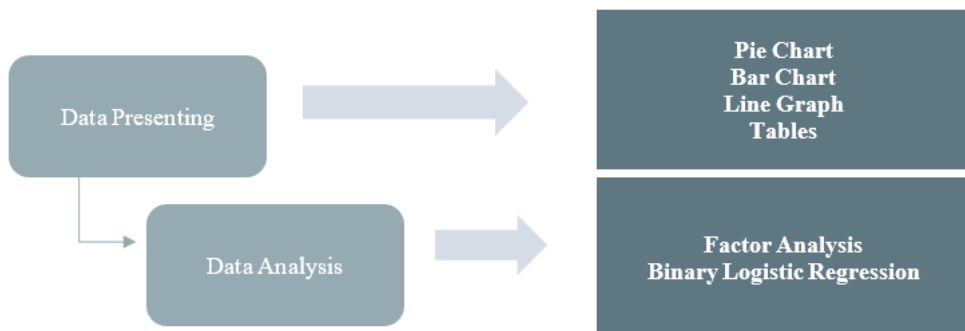 Data Presenting
Pie Chart
Bar Chart
Line Graph
Tables
Data Analysis
Factor Analysis
Binary Logistic Regression